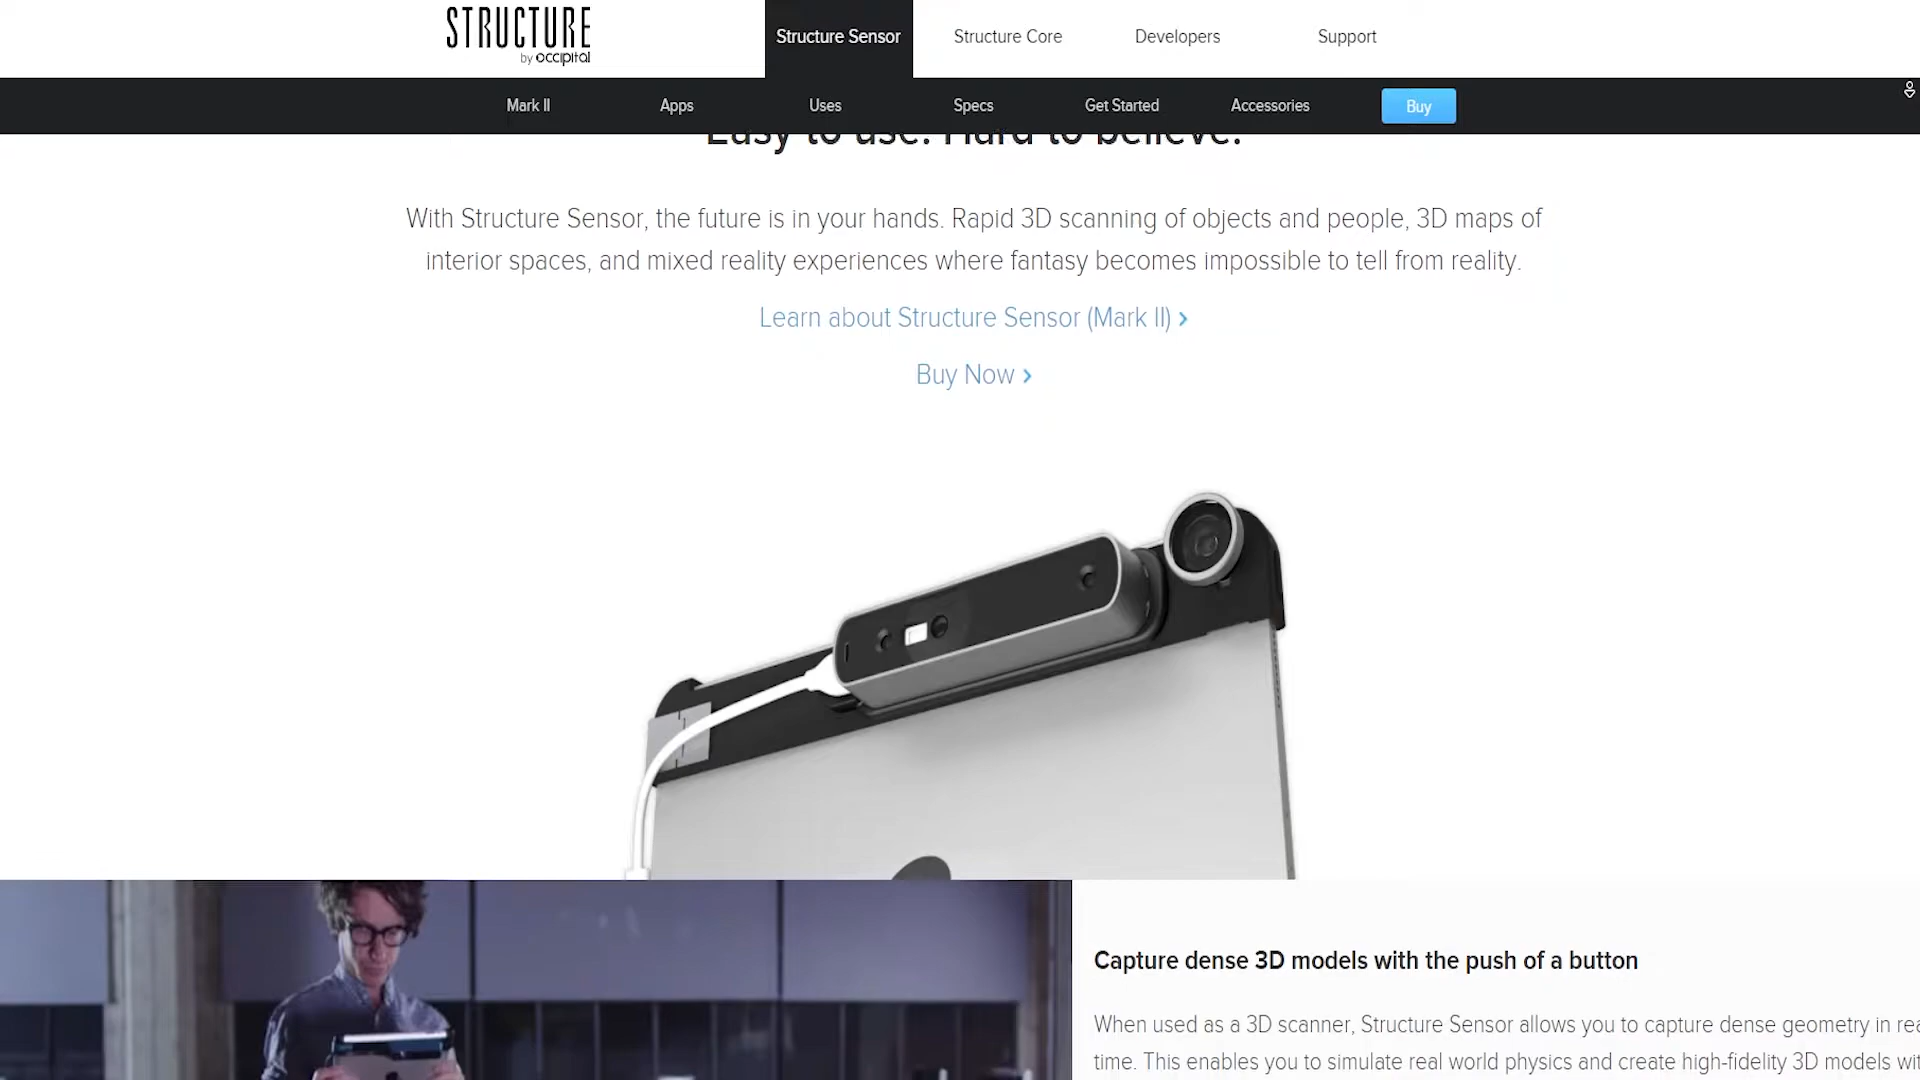 STRUCTURE
by occipital
Structure Sensor
Structure Core
Developers
Support
Mark II
Apps
Uses
Specs
Get Started
Accessories
Buy
Easy to use. Hard to believe.
With Structure Sensor, the future is in your hands. Rapid 3D scanning of objects and people, 3D maps of
interior spaces, and mixed reality experiences where fantasy becomes impossible to tell from reality.
Learn about Structure Sensor (Mark II) ›
Buy Now ›
Capture dense 3D models with the push of a button
When used as a 3D scanner, Structure Sensor allows you to capture dense geometry in rea
time. This enables you to simulate real world physics and create high-fidelity 3D models wit